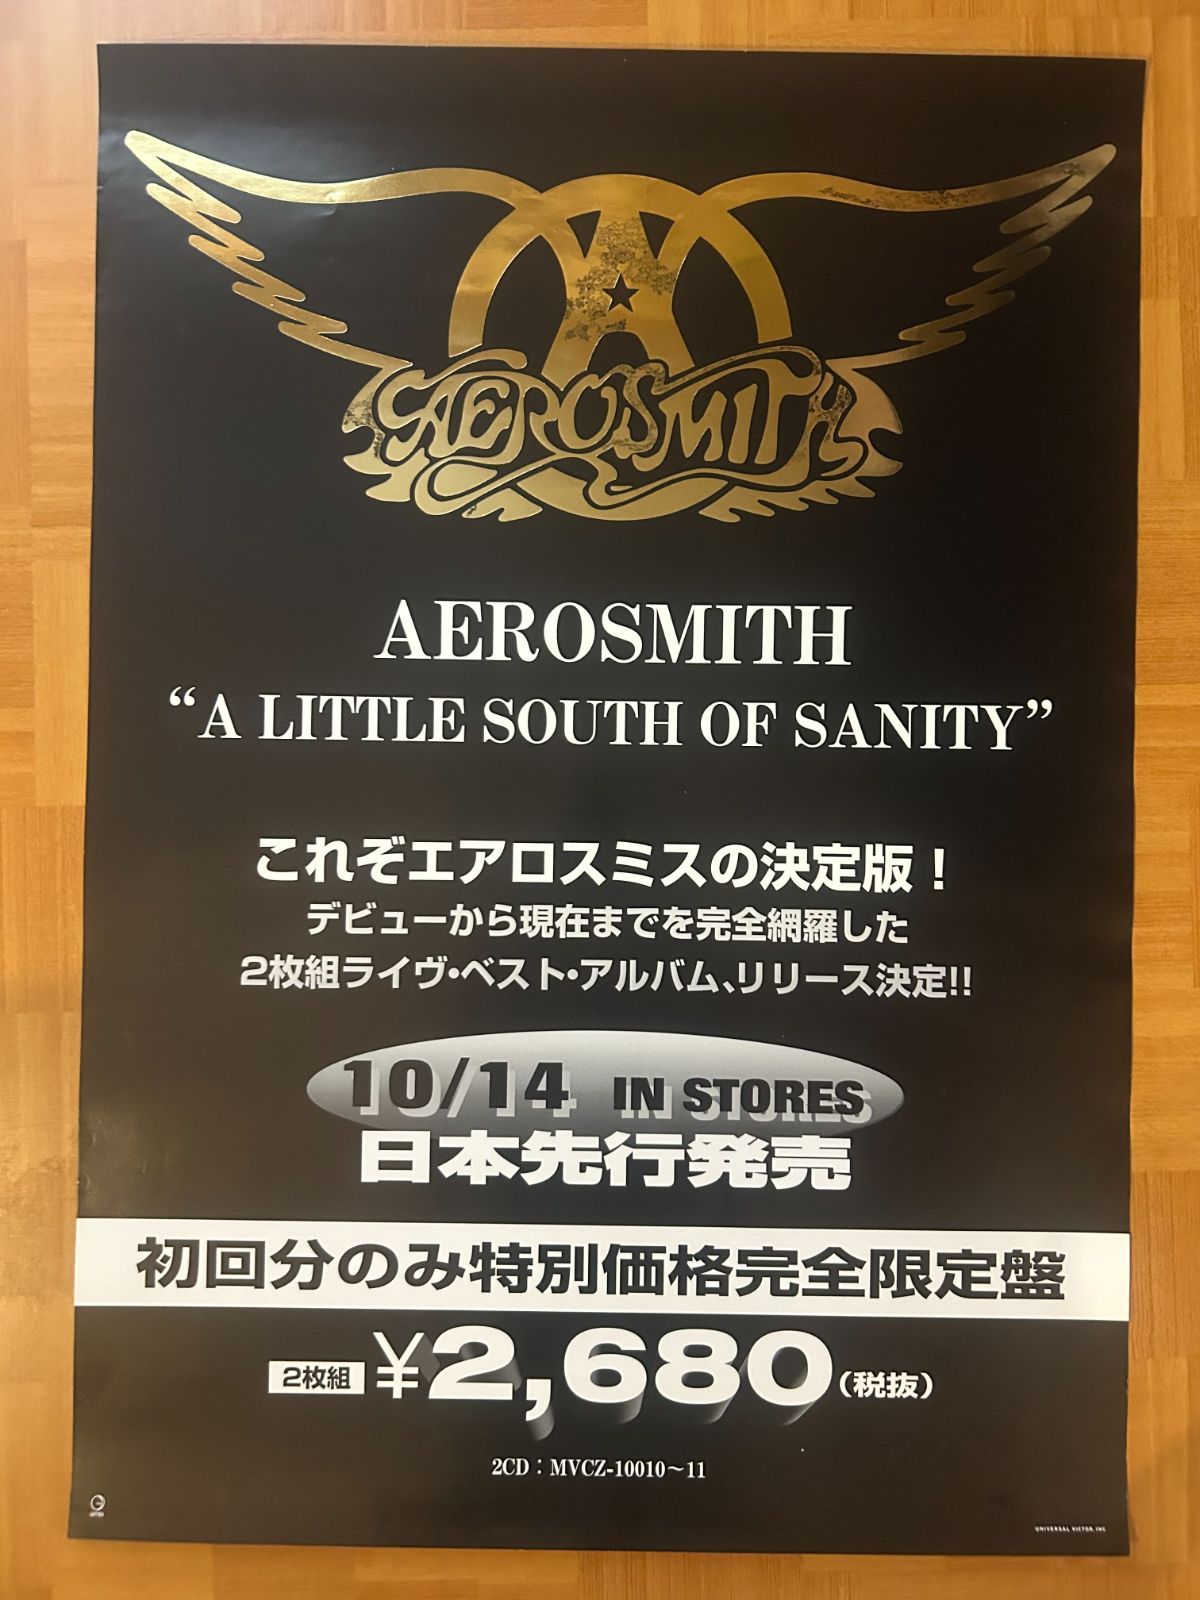 AEROSMITH
AEROSMITH
“A LITTLE SOUTH OF SANITY”
これぞエアロスミスの決定版！
デビューから現在までを完全網羅した
2枚組ライヴ・ベスト・アルバム、リリース決定!!
10/14 IN STORES
日本先行発売
初回分のみ特別価格完全限定盤
2枚組 ¥2,680（税抜）
2CD：MVCZ-10010〜11
UNIVERSAL VICTOR, INC.